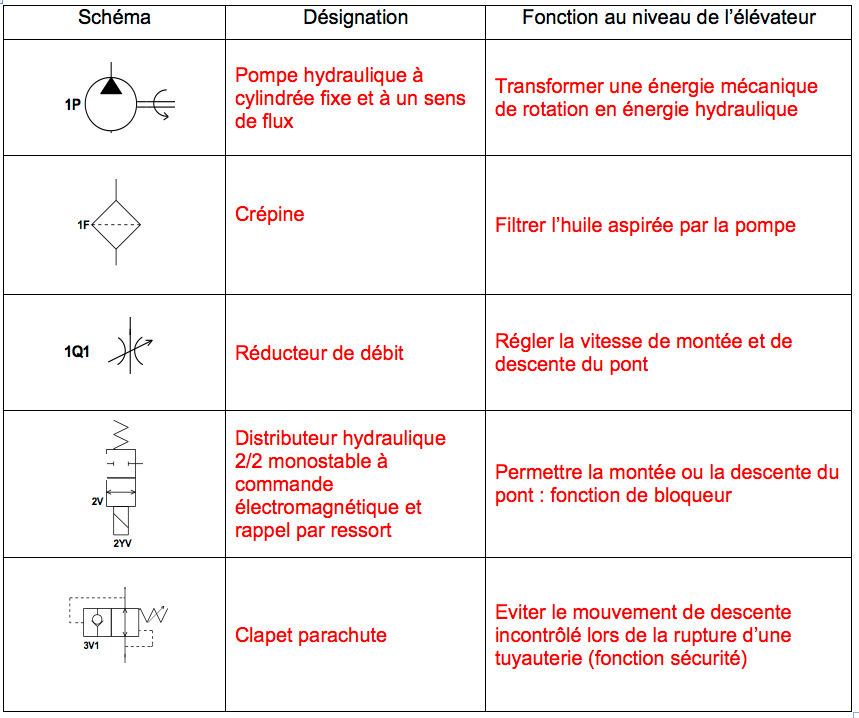 Schéma
Désignation
Fonction au niveau de l'élévateur
1P
Pompe hydraulique à
cylindrée fixe et à un sens
de flux
Transformer une énergie mécanique
de rotation en énergie hydraulique
1F
Crépine
Filtrer l'huile aspirée par la pompe
1Q1
Réducteur de débit
Régler la vitesse de montée et de
descente du pont
2V
2YV
Distributeur hydraulique
2/2 monostable à
commande
électromagnétique et
rappel par ressort
Permettre la montée ou la descente du
pont : fonction de bloqueur
3V1
Clapet parachute
Eviter le mouvement de descente
incontrôlé lors de la rupture d'une
tuyauterie (fonction sécurité)